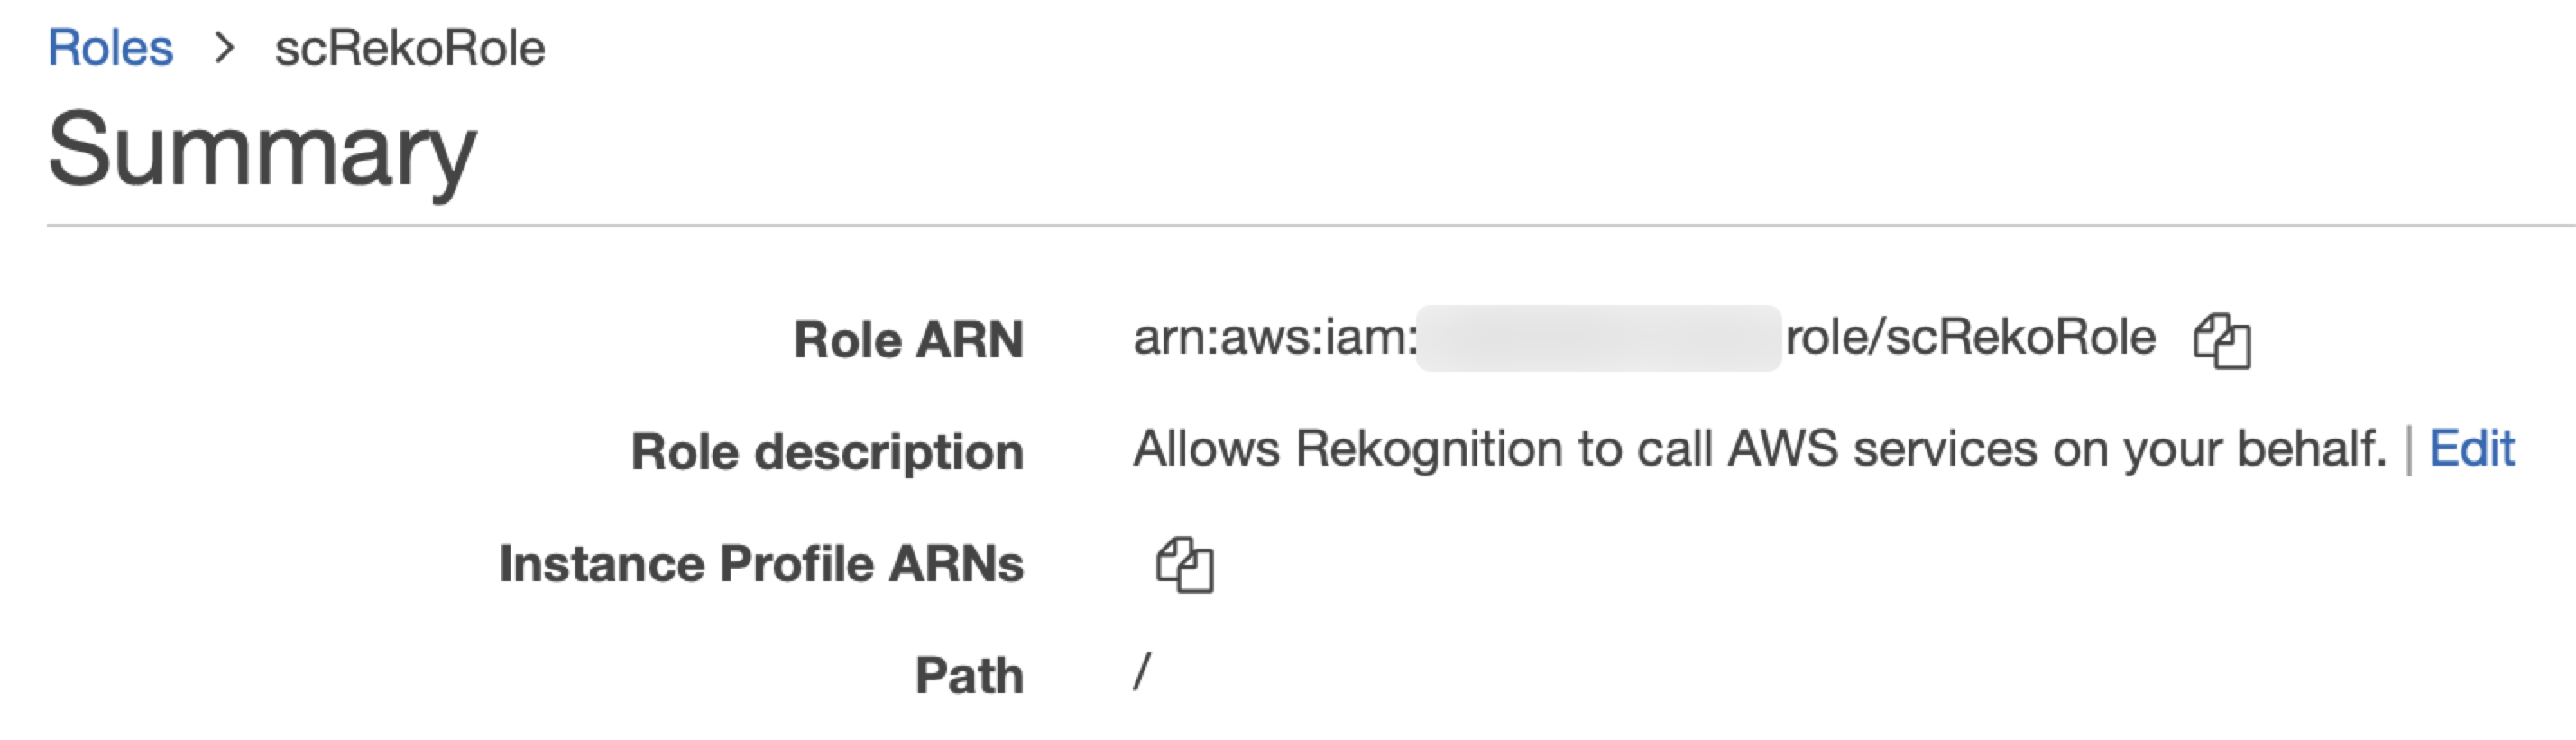 Roles > scRekoRole
Summary
Role ARN arn:aws:iam: role/scRekoRole
Role description Allows Rekognition to call AWS services on your behalf. | Edit
Instance Profile ARNs
Path /